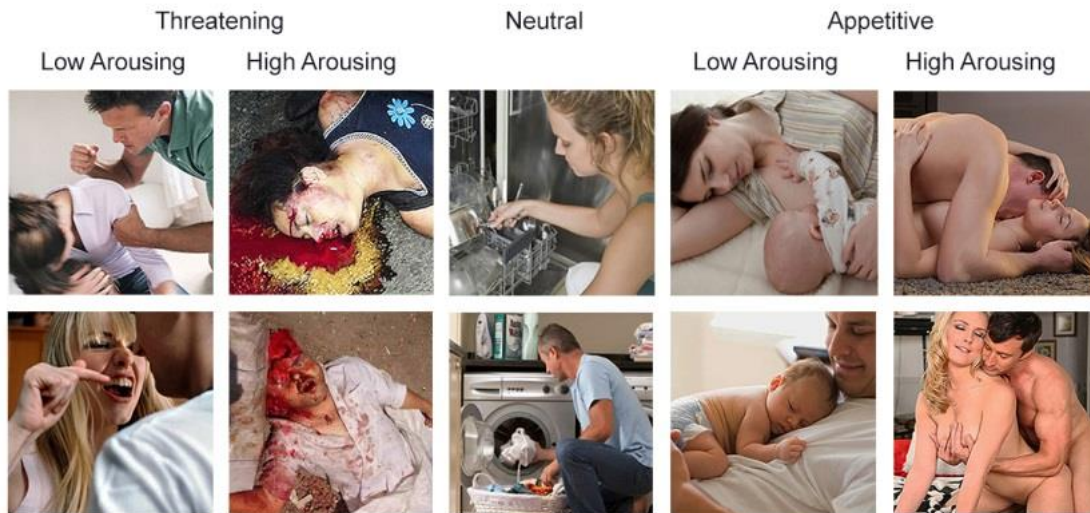 Threatening
Neutral
Appetitive
Low Arousing
High Arousing
Low Arousing
High Arousing